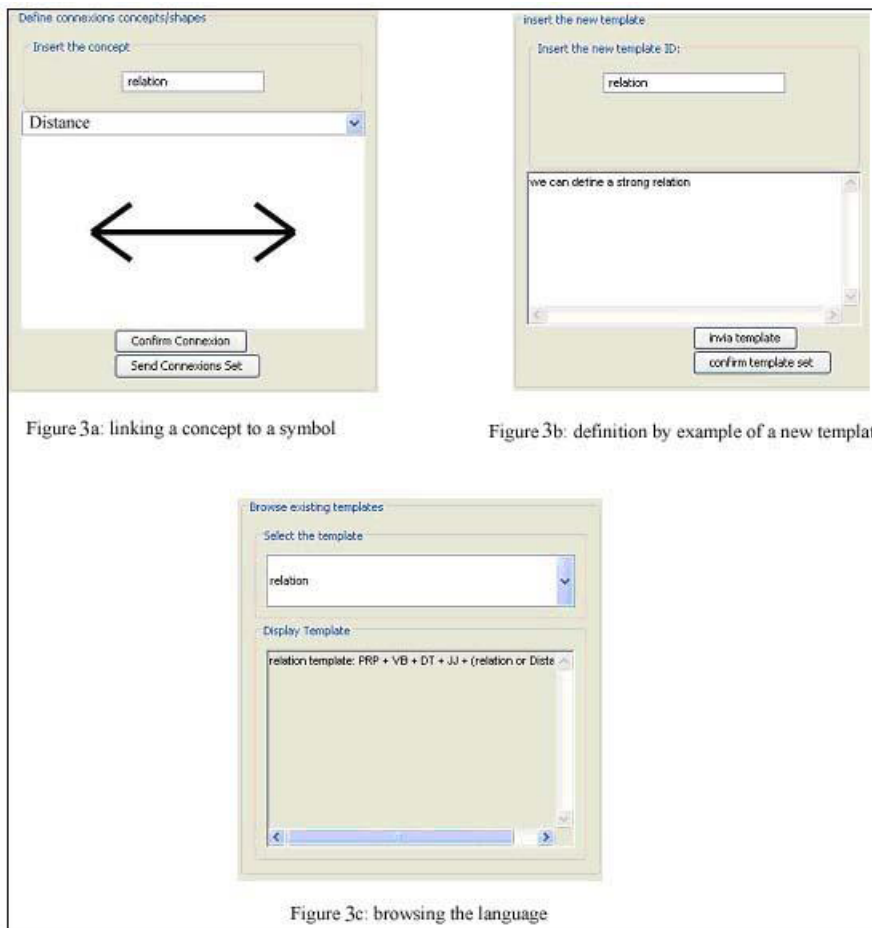 Define connexions concepts/shapes
Insert the concept
relation
Distance
Confirm Connexion
Send Connexions Set
Figure 3a: linking a concept to a symbol
insert the new template
Insert the new template ID:
relation
we can define a strong relation
invia template
confirm template set
Figure 3b: definition by example of a new templat
Browse existing templates
Select the template
relation
Display Template
relation template: PRP + VB + DT + JJ + (relation or Dista
Figure 3c: browsing the language